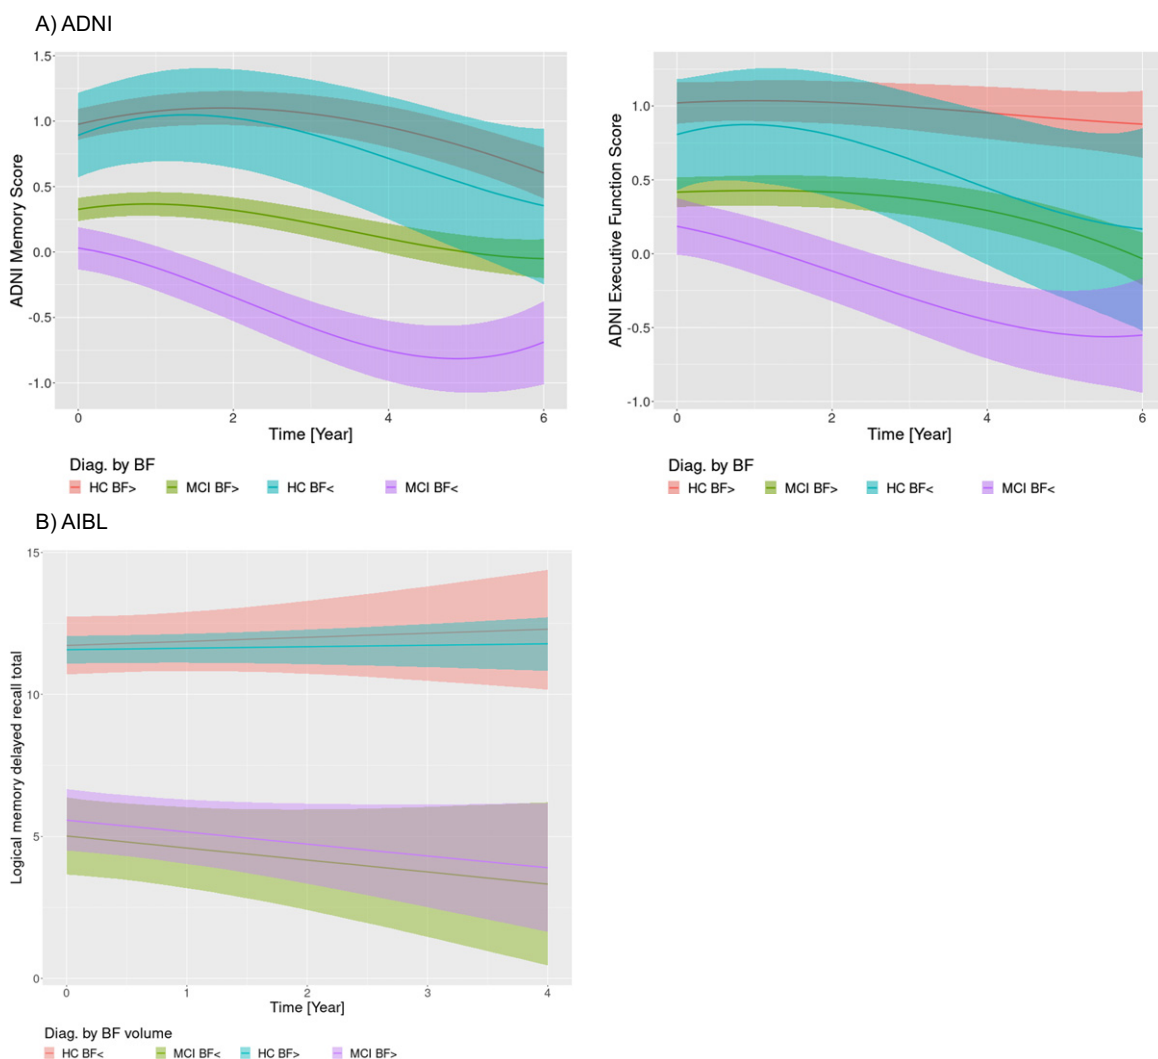 A) ADNI
1.5
1.0
0.5
0.0
-0.5
-1.0
ADNI Memory Score
0 2 4 6
Time [Year]
Diag. by BF
HC BF> MCI BF> HC BF< MCI BF<
1.0
0.5
0.0
-0.5
-1.0
ADNI Executive Function Score
0 2 4 6
Time [Year]
Diag. by BF
HC BF> MCI BF> HC BF< MCI BF<
B) AIBL
15
10
5
0
Logical memory delayed recall total
0 1 2 3 4
Time [Year]
Diag. by BF volume
HC BF< MCI BF< HC BF> MCI BF>